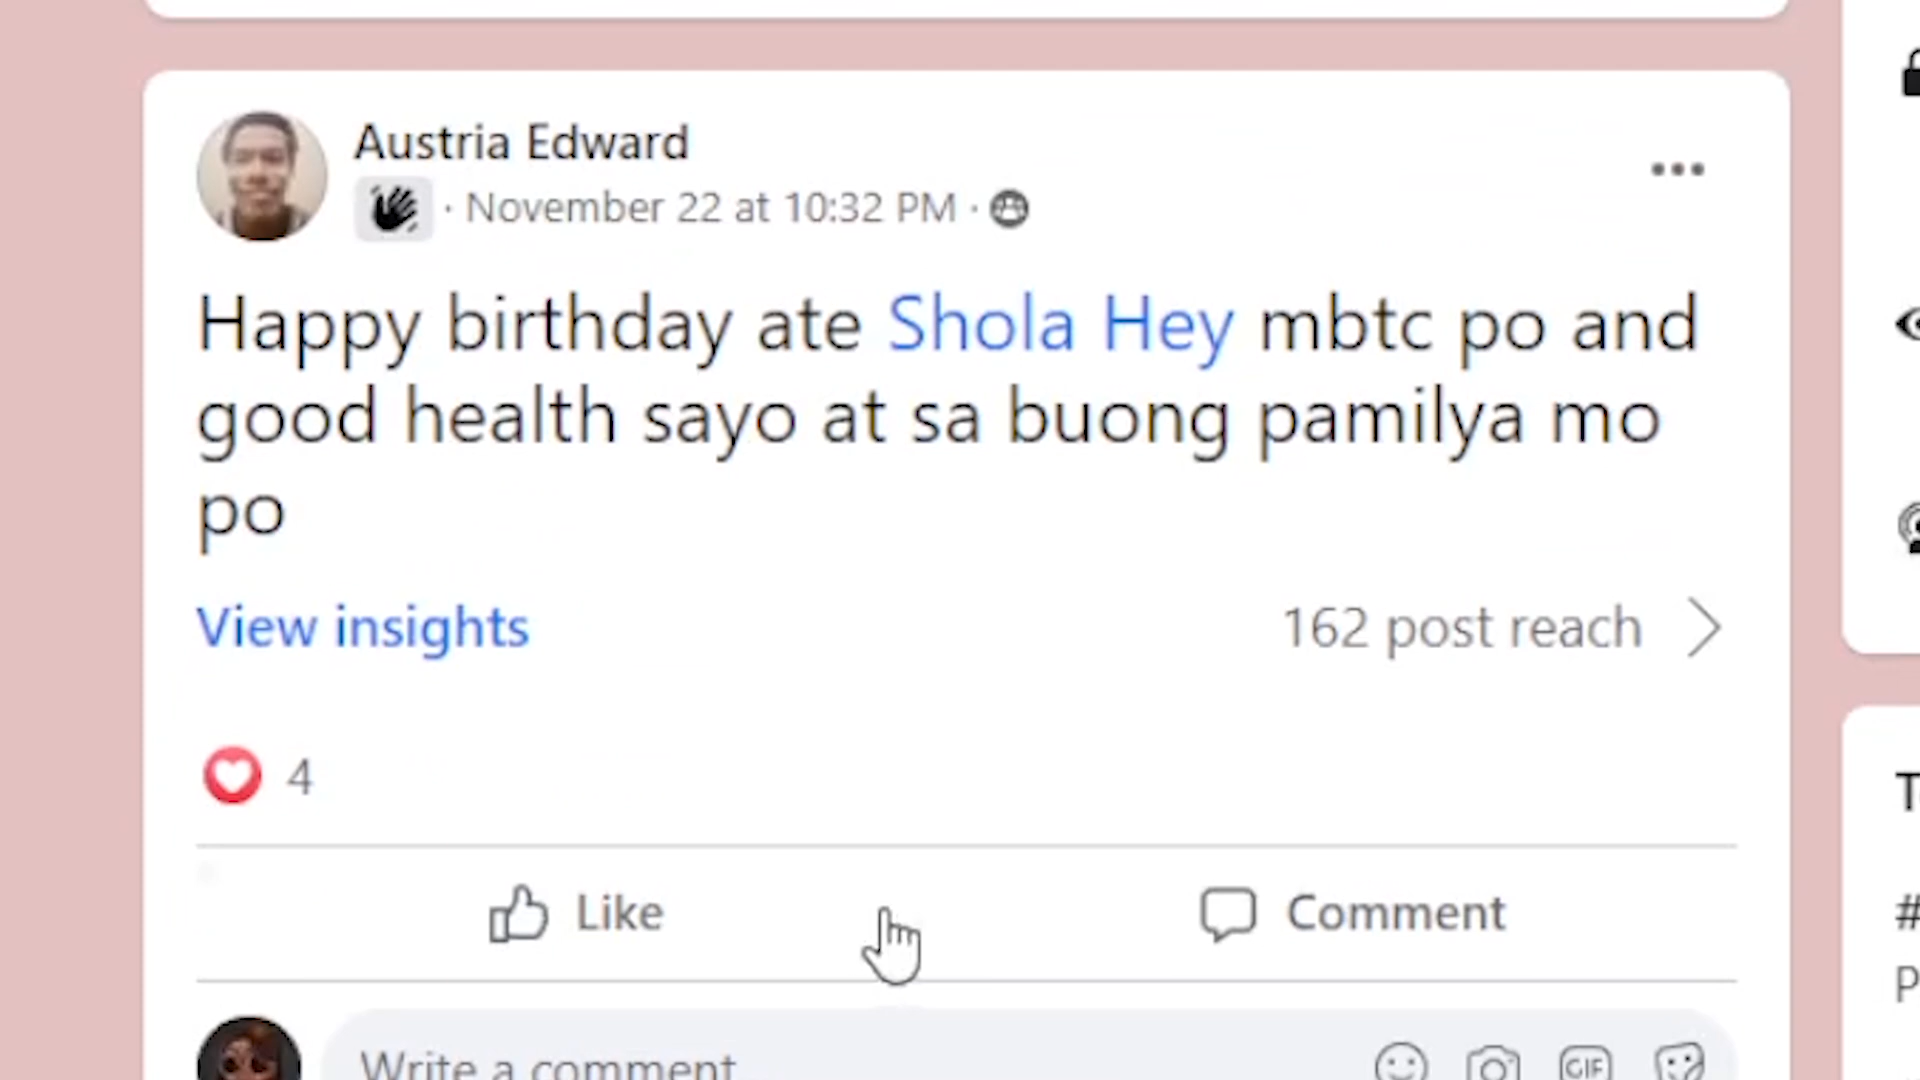 Austria Edward
· November 22 at 10:32 PM ·
Happy birthday ate Shola Hey mbtc po and
good health sayo at sa buong pamilya mo
po
View insights
162 post reach
4
Like
Comment
Write a comment
GIF
#